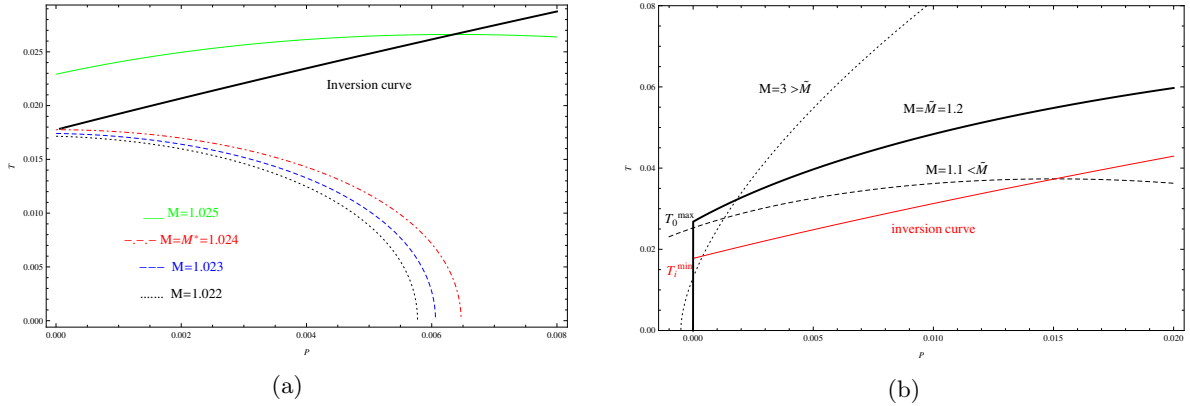 0.025
0.020
0.015
0.010
0.005
0.000
T
Inversion curve
M=1.025
M=M*=1.024
M=1.023
M=1.022
0.000 0.002 0.004 0.006 0.008
P
(a)
0.08
0.06
0.04
0.02
0.00
T
M=3 >M̃
M=M̃=1.2
M=1.1 <M̃
T₀ᵐᵃˣ
inversion curve
Tᵢᵐⁱⁿ
0.000 0.005 0.010 0.015 0.020
P
(b)